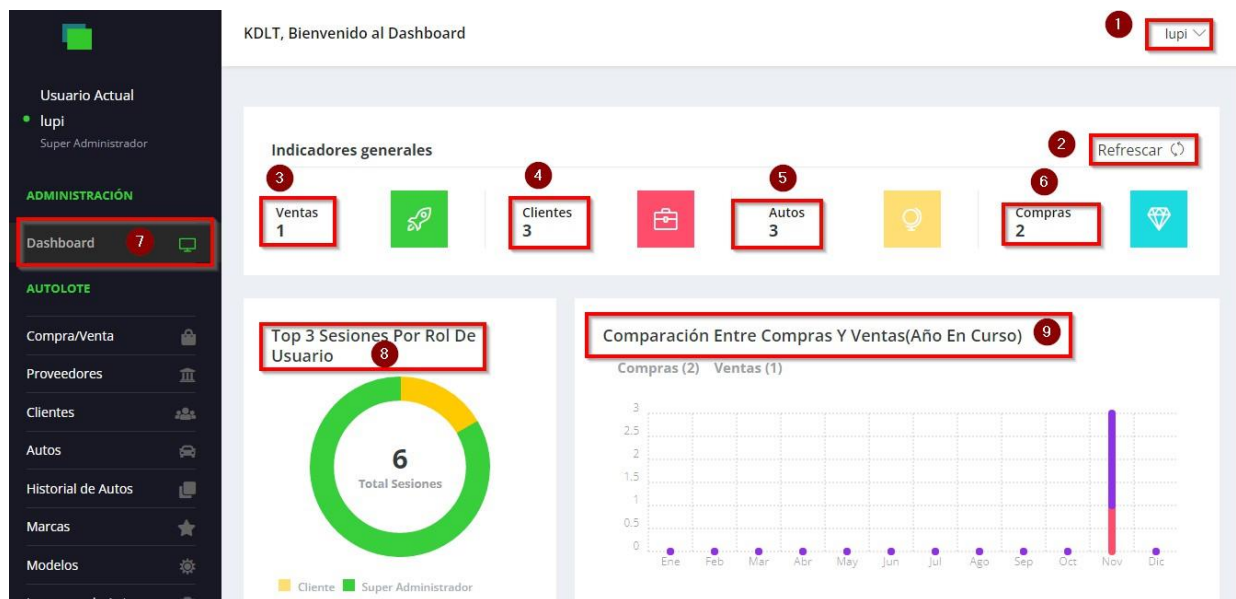 KDLT, Bienvenido al Dashboard
1
lupi
Usuario Actual
lupi
Super Administrador
ADMINISTRACIÓN
Dashboard 7
AUTOLOTE
Compra/Venta
Proveedores
Clientes
Autos
Historial de Autos
Marcas
Modelos
Indicadores generales
2
Refrescar
3
Ventas
1
4
Clientes
3
5
Autos
3
6
Compras
2
Top 3 Sesiones Por Rol De
Usuario
8
6
Total Sesiones
Cliente Super Administrador
Comparación Entre Compras Y Ventas(Año En Curso) 9
Compras (2) Ventas (1)
3
2.5
2
1.5
1
0.5
0
Ene Feb Mar Abr May Jun Jul Ago Sep Oct Nov Dic